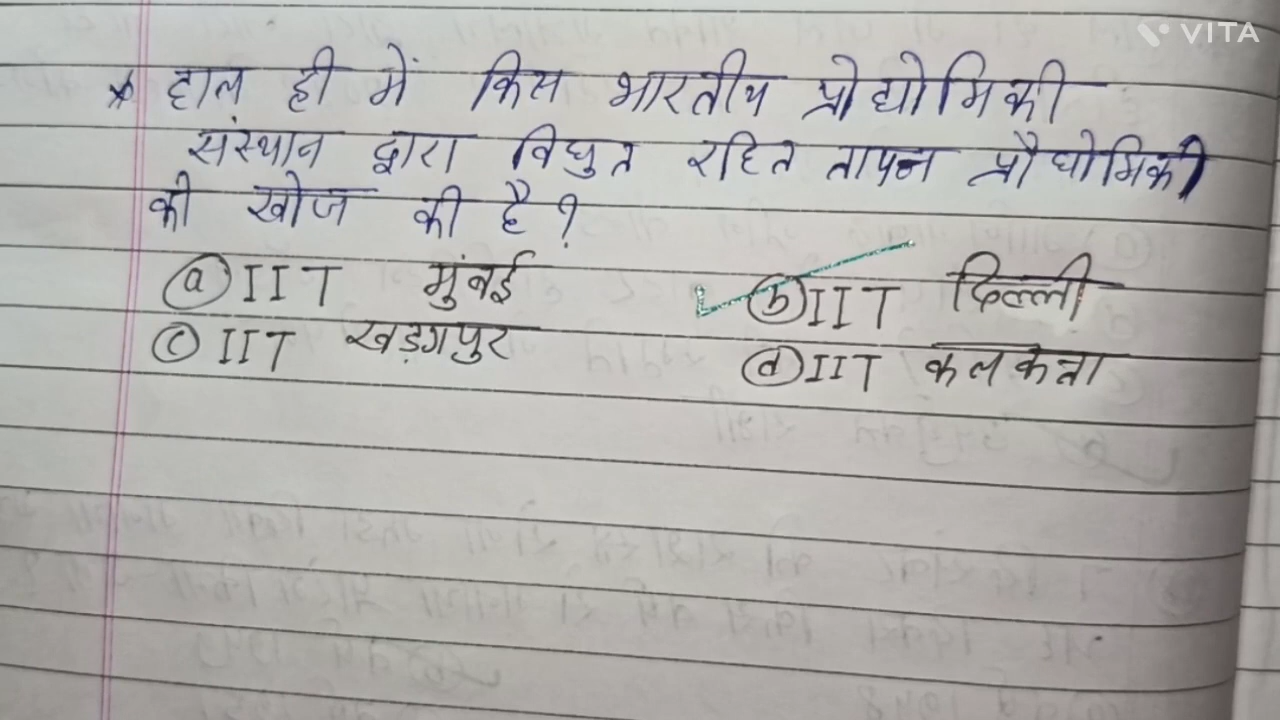 VITA
* हाल ही में किस भारतीय प्रोद्योमिकी
संस्थान द्वारा विघुत रहित तापन प्रौद्योमिकी
की खोज की है ?
(a) IIT मुंबई (b) IIT दिल्ली
(c) IIT खड़गपुर (d) IIT कलकत्ता